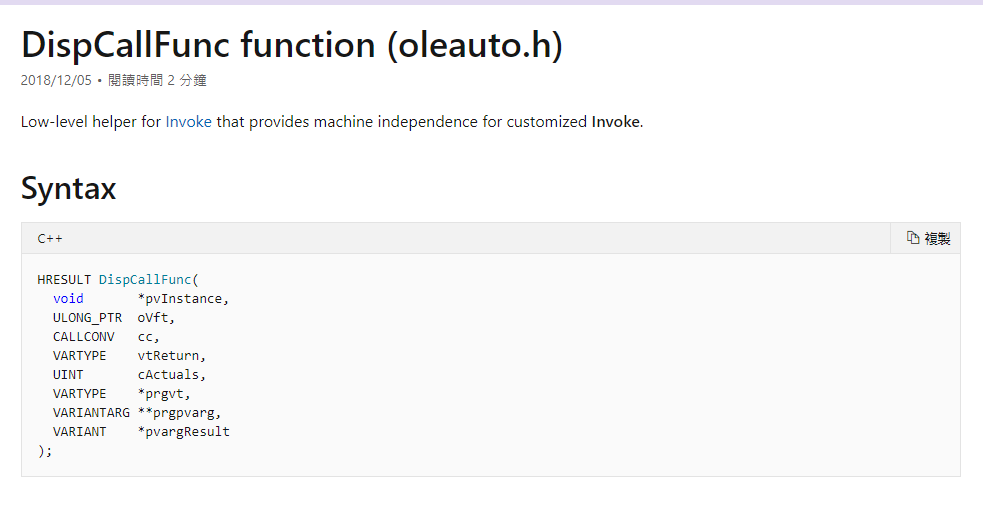 DispCallFunc function (oleauto.h)
2018/12/05 • 閱讀時間 2 分鐘
Low-level helper for Invoke that provides machine independence for customized Invoke.
Syntax
C++
複製
HRESULT DispCallFunc(
  void       *pvInstance,
  ULONG_PTR  oVft,
  CALLCONV   cc,
  VARTYPE    vtReturn,
  UINT       cActuals,
  VARTYPE    *prgvt,
  VARIANTARG **prgpvarg,
  VARIANT    *pvargResult
);